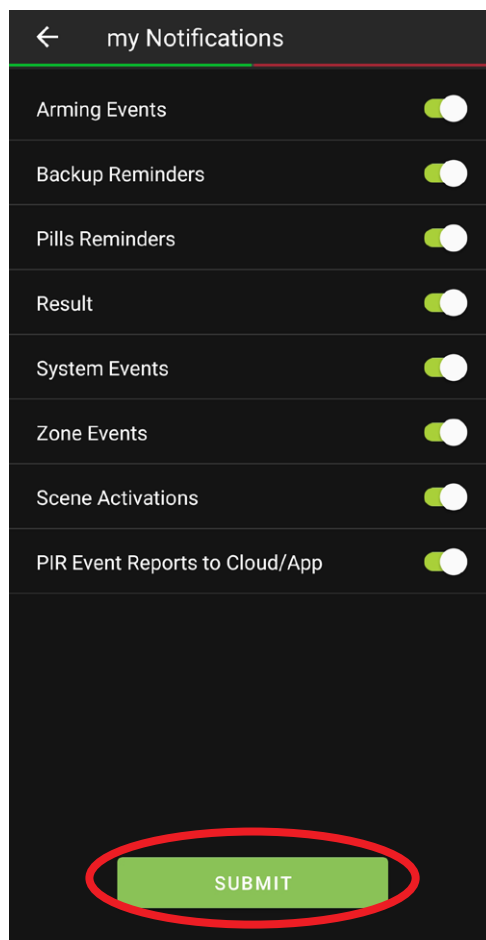 my Notifications
Arming Events
Backup Reminders
Pills Reminders
Result
System Events
Zone Events
Scene Activations
PIR Event Reports to Cloud/App
SUBMIT